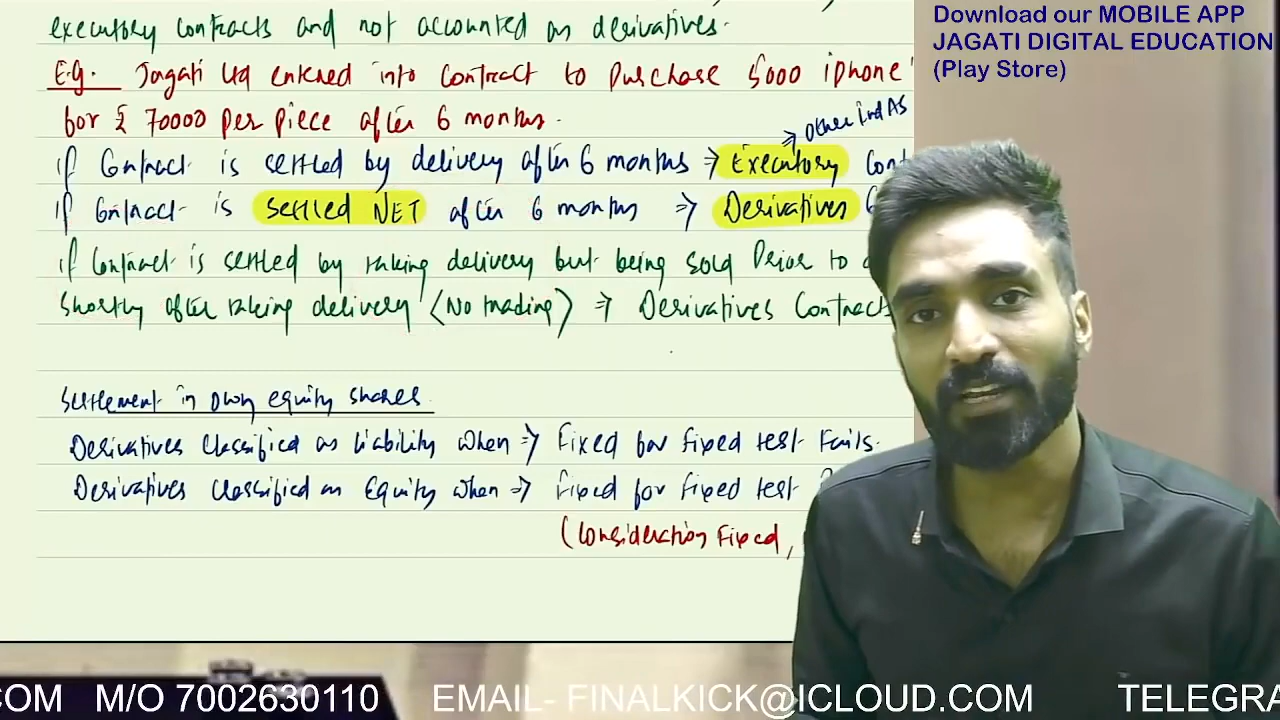 executory contracts and not accounted as derivatives.
E.g. Jagati Ltd entered into contract to purchase 5000 iphone
for ₹ 70000 per piece after 6 months.
⇒ Other Ind AS
if Contract is settled by delivery after 6 months ⇒ Executory Cont
if Contract is settled NET after 6 months ⇒ Derivatives
if Contract is settled by taking delivery but being sold prior to
shortly after taking delivery (No trading) ⇒ Derivatives Contracts
Settlement in own equity shares
Derivatives classified as liability when ⇒ Fixed for fixed test Fails.
Derivatives classified as Equity when ⇒ fixed for fixed test
(Consideration Fixed,
Download our MOBILE APP
JAGATI DIGITAL EDUCATION
(Play Store)
COM M/O 7002630110 EMAIL- FINALKICK@ICLOUD.COM TELEGRA